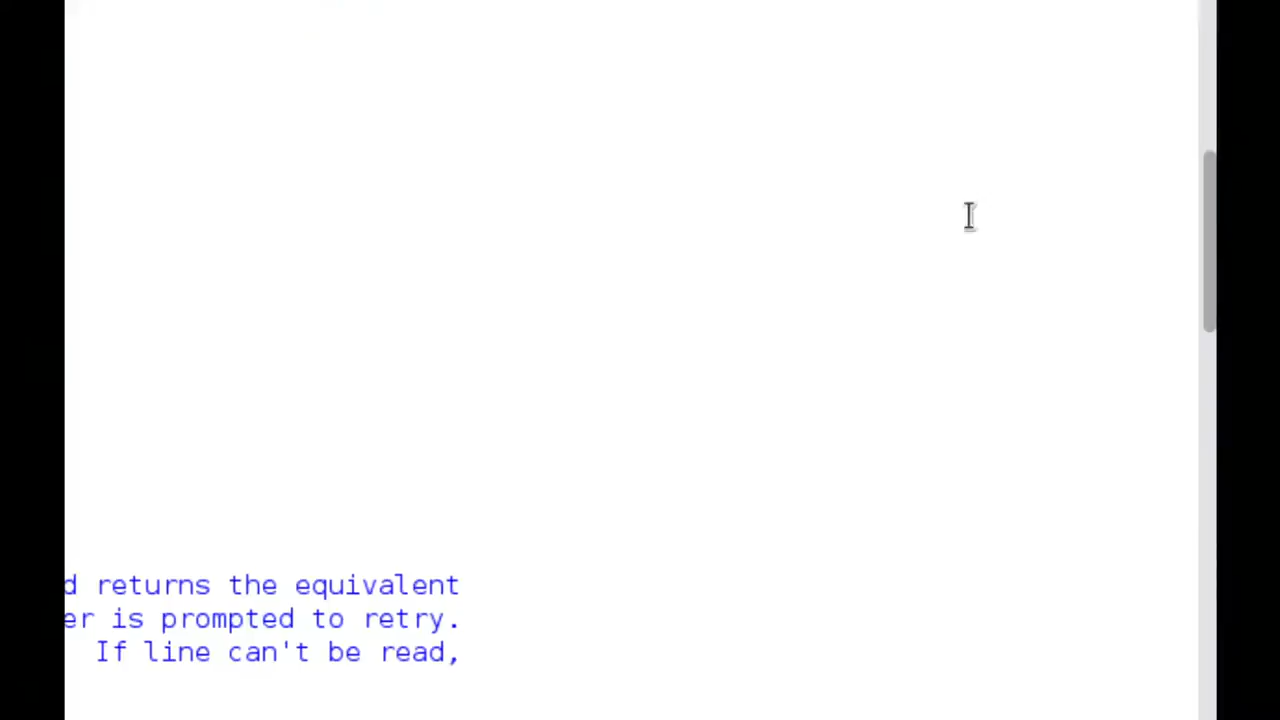 d returns the equivalent
er is prompted to retry.
If line can't be read,